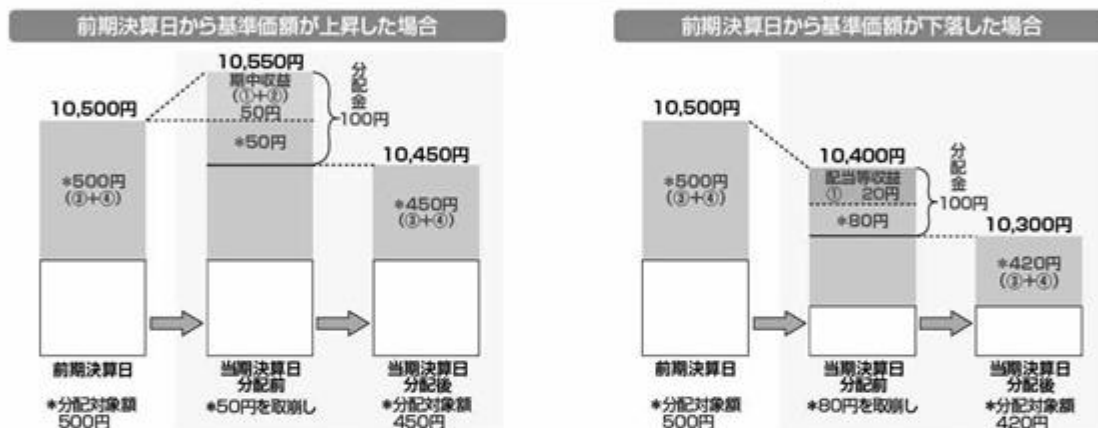 前期決算日から基準価額が上昇した場合
10,550円
期中収益
(①+②)
50円
*50円
分配金
100円
10,500円
*500円
(③+④)
10,450円
*450円
(③+④)
前期決算日
当期決算日
分配前
当期決算日
分配後
*分配対象額
500円
*50円を取崩し
*分配対象額
450円
前期決算日から基準価額が下落した場合
10,500円
*500円
(③+④)
10,400円
配当等収益
① 20円
*80円
分配金
100円
10,300円
*420円
(③+④)
前期決算日
当期決算日
分配前
当期決算日
分配後
*分配対象額
500円
*80円を取崩し
*分配対象額
420円